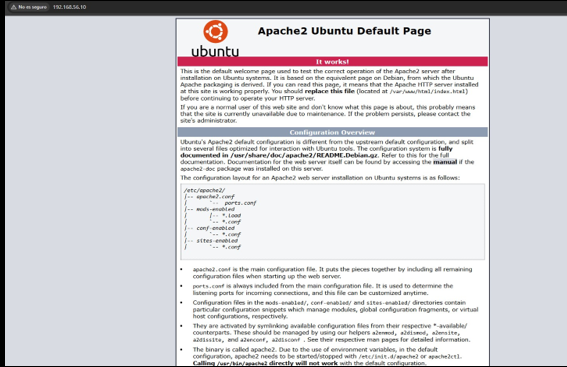 No es seguro 192.168.56.10
Apache2 Ubuntu Default Page
ubuntu
It works!
This is the default welcome page used to test the correct operation of the Apache2 server after
installation on Ubuntu systems. It is based on the equivalent page on Debian, from which the Ubuntu
Apache packaging is derived. If you can read this page, it means that the Apache HTTP server installed
at this site is working properly. You should replace this file (located at /var/www/html/index.html)
before continuing to operate your HTTP server.
If you are a normal user of this web site and don't know what this page is about, this probably means
that the site is currently unavailable due to maintenance. If the problem persists, please contact the
site's administrator.
Configuration Overview
Ubuntu's Apache2 default configuration is different from the upstream default configuration, and split
into several files optimized for interaction with Ubuntu tools. The configuration system is fully
documented in /usr/share/doc/apache2/README.Debian.gz. Refer to this for the full
documentation. Documentation for the web server itself can be found by accessing the manual if the
apache2-doc package was installed on this server.
The configuration layout for an Apache2 web server installation on Ubuntu systems is as follows:
/etc/apache2/
|-- apache2.conf
|       `--  ports.conf
|-- mods-enabled
|       |-- *.load
|       `-- *.conf
|-- conf-enabled
|       `-- *.conf
|-- sites-enabled
|       `-- *.conf
• apache2.conf is the main configuration file. It puts the pieces together by including all remaining
configuration files when starting up the web server.
• ports.conf is always included from the main configuration file. It is used to determine the
listening ports for incoming connections, and this file can be customized anytime.
• Configuration files in the mods-enabled/, conf-enabled/ and sites-enabled/ directories contain
particular configuration snippets which manage modules, global configuration fragments, or virtual
host configurations, respectively.
• They are activated by symlinking available configuration files from their respective *-available/
counterparts. These should be managed by using our helpers a2enmod, a2dismod, a2ensite,
a2dissite, and a2enconf, a2disconf . See their respective man pages for detailed information.
• The binary is called apache2. Due to the use of environment variables, in the default
configuration, apache2 needs to be started/stopped with /etc/init.d/apache2 or apache2ctl.
Calling /usr/bin/apache2 directly will not work with the default configuration.